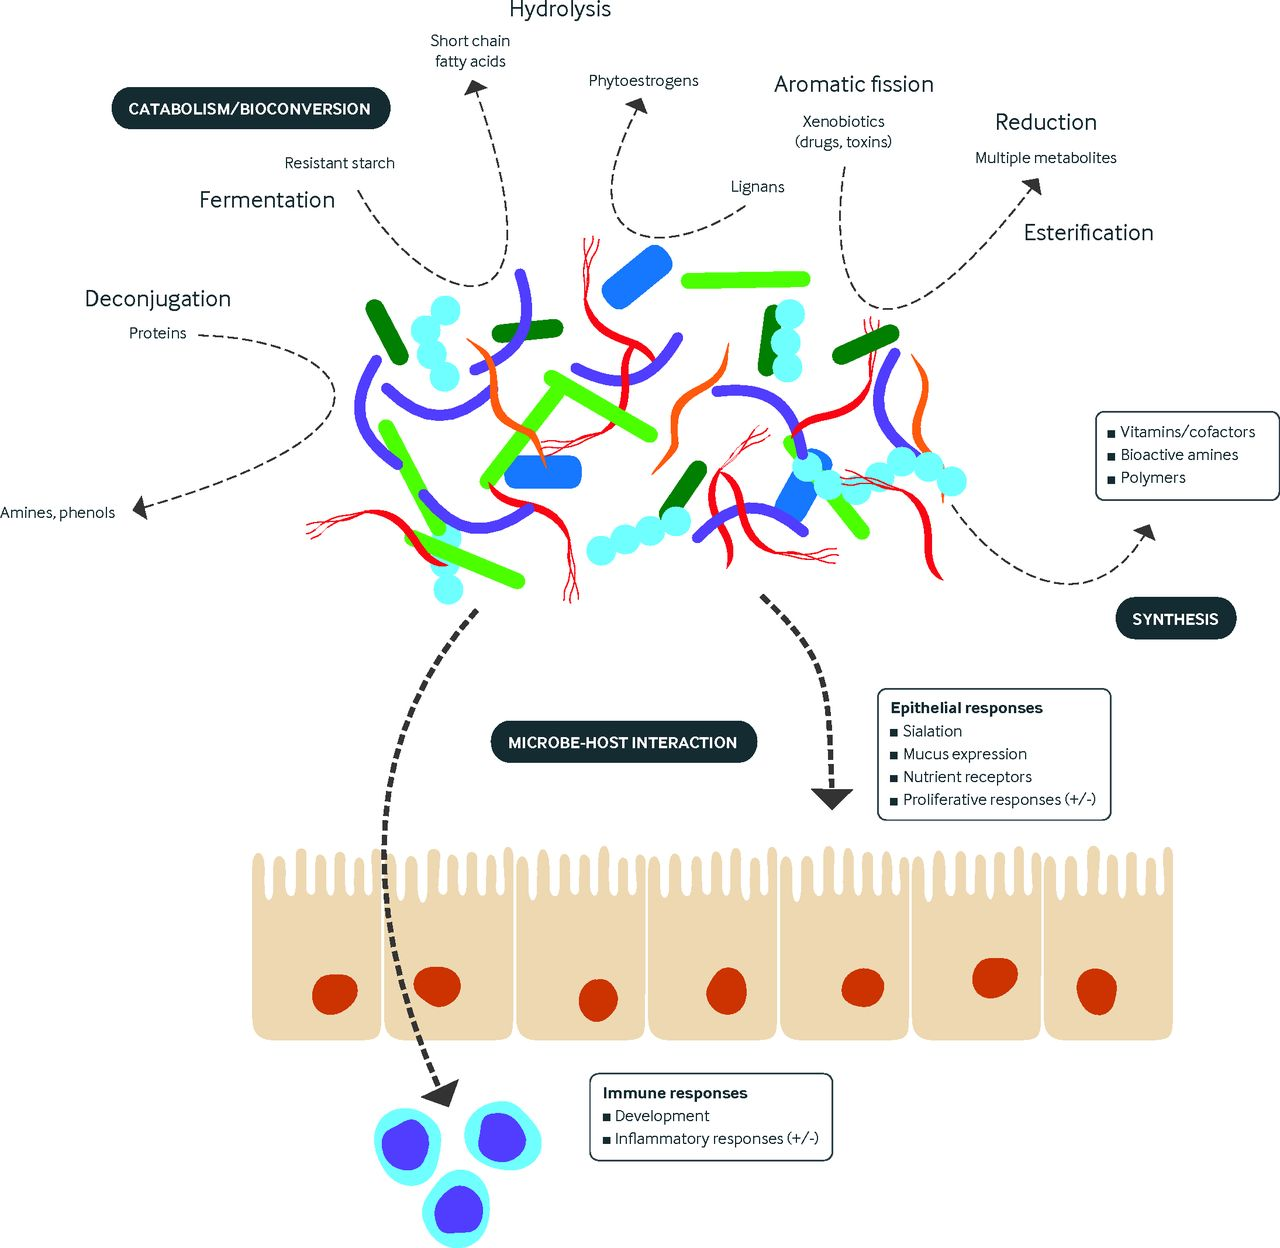 Hydrolysis
Short chain
fatty acids
Phytoestrogens
Aromatic fission
CATABOLISM/BIOCONVERSION
Xenobiotics
(drugs, toxins)
Reduction
Multiple metabolites
Resistant starch
Lignans
Fermentation
Esterification
Deconjugation
Proteins
Amines, phenols
■ Vitamins/cofactors
■ Bioactive amines
■ Polymers
SYNTHESIS
MICROBE-HOST INTERACTION
Epithelial responses
■ Sialation
■ Mucus expression
■ Nutrient receptors
■ Proliferative responses (+/-)
Immune responses
■ Development
■ Inflammatory responses (+/-)